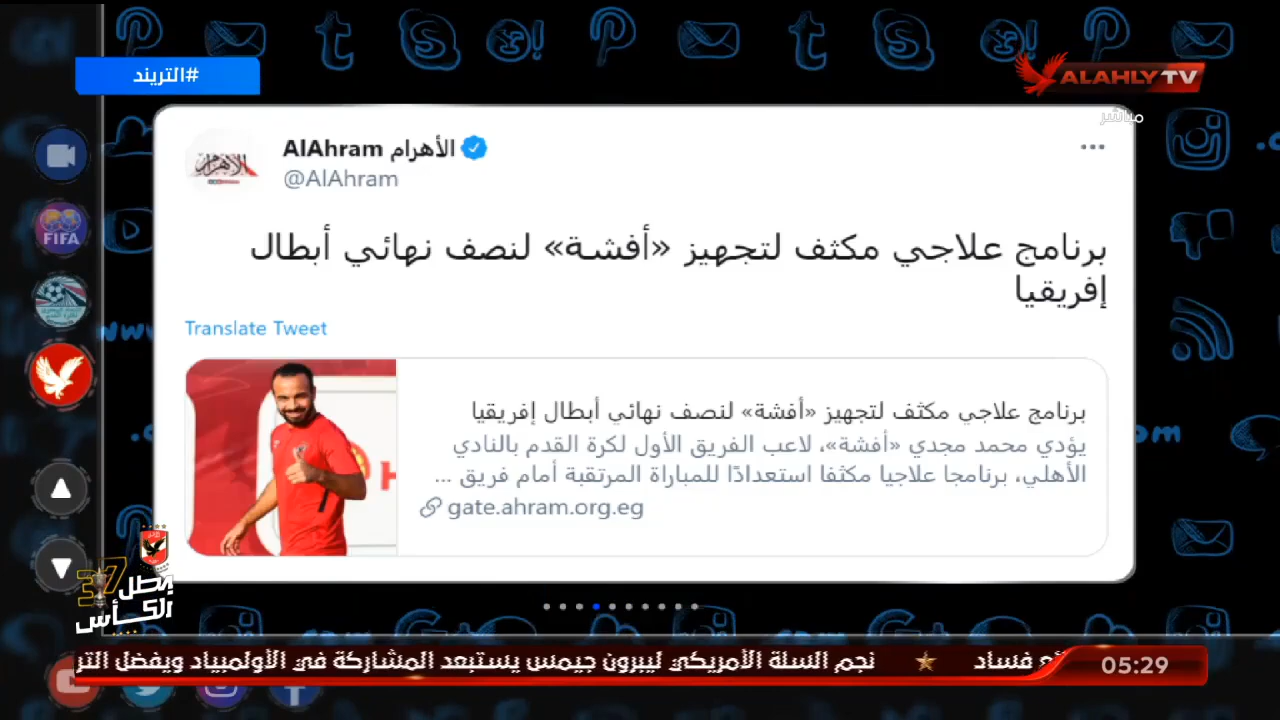 #التريند
ALAHLY TV
مباشر
AlAhram الأهرام
@AlAhram
برنامج علاجي مكثف لتجهيز «أفشة» لنصف نهائي أبطال
إفريقيا
Translate Tweet
برنامج علاجي مكثف لتجهيز «أفشة» لنصف نهائي أبطال إفريقيا
يؤدي محمد مجدي «أفشة»، لاعب الفريق الأول لكرة القدم بالنادي
الأهلي، برنامجا علاجيا مكثفا استعدادًا للمباراة المرتقبة أمام فريق ...
gate.ahram.org.eg
FIFA
بطل
37
الكأس
فساد ★ نجم السلة الأمريكي ليبرون جيمس يستبعد المشاركة في الأولمبياد ويفضل
05:29